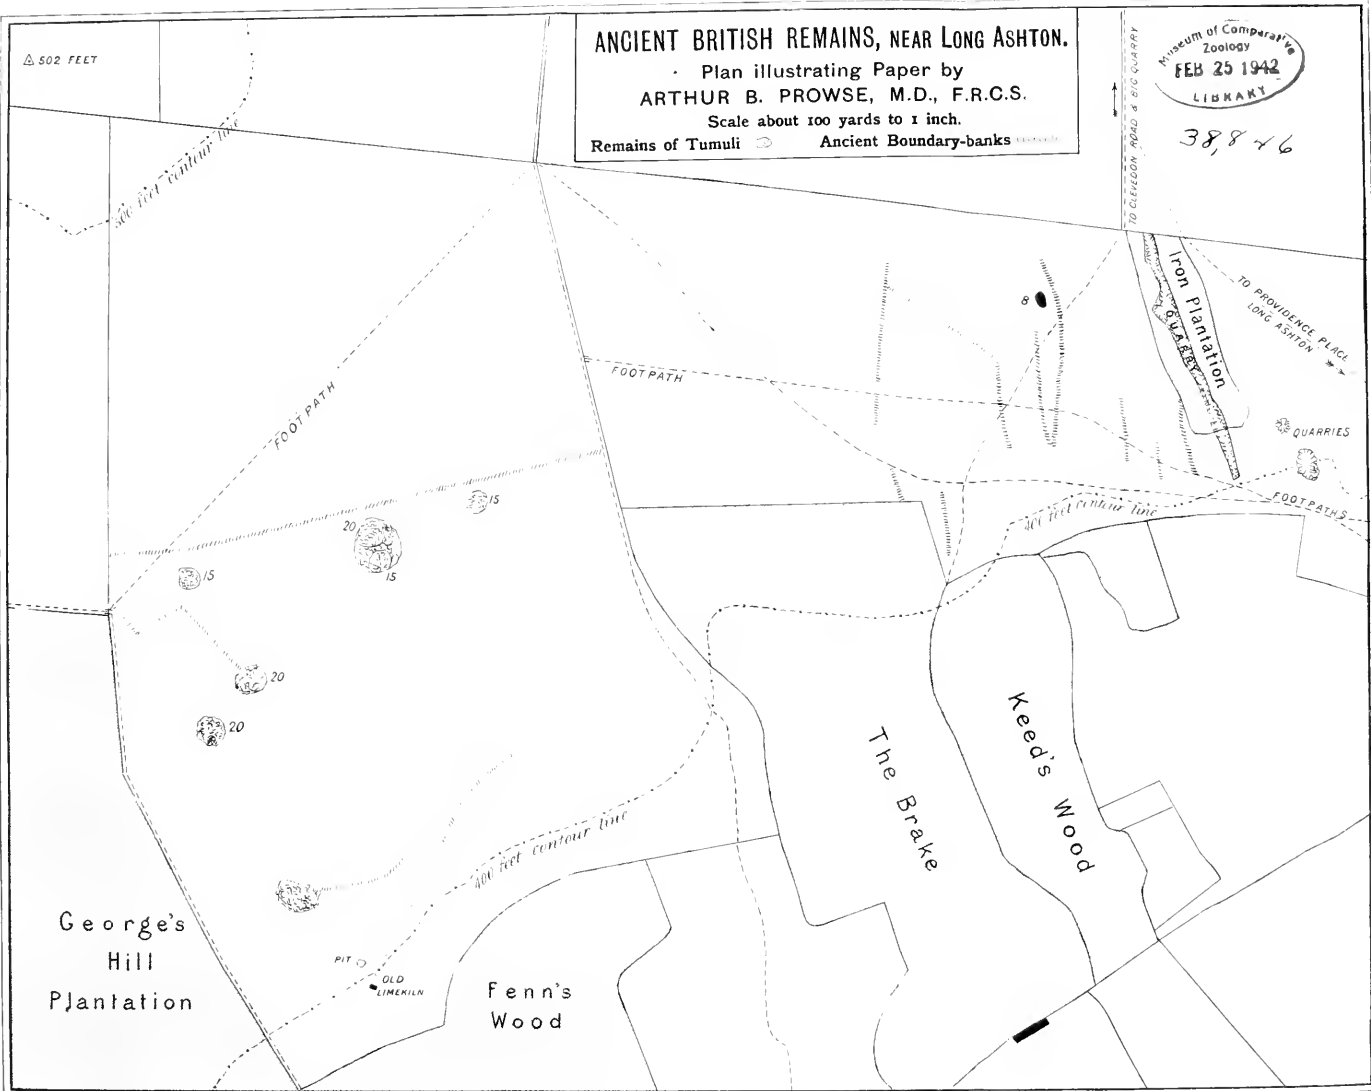 △ 502 FEET
500 feet contour line
ANCIENT BRITISH REMAINS, NEAR LONG ASHTON.
Plan illustrating Paper by
ARTHUR B. PROWSE, M.D., F.R.C.S.
Scale about 100 yards to 1 inch.
Remains of Tumuli Ancient Boundary-banks
TO CLEVEDON ROAD & BIG QUARRY
Museum of Comparative
Zoology
FEB 25 1942
LIBRARY
38,846
Iron Plantation
QUARRY
TO PROVIDENCE PLACE
LONG ASHTON
8
FOOTPATH
FOOTPATH
QUARRIES
FOOTPATHS
400 feet contour line
15
20
15
15
20
20
The Brake
Keed's Wood
400 feet contour line
George's
Hill
Plantation
PIT
OLD
LIMEKILN
Fenn's
Wood